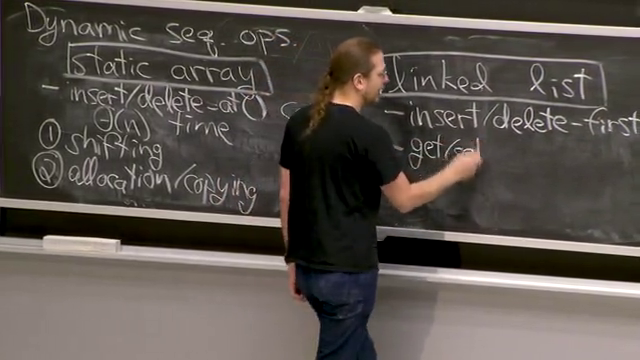 Dynamic seq. ops.
static array
- insert/delete-at()
Θ(n) time
① shifting
② allocation/copying
linked list
- insert/delete-first
- get/set